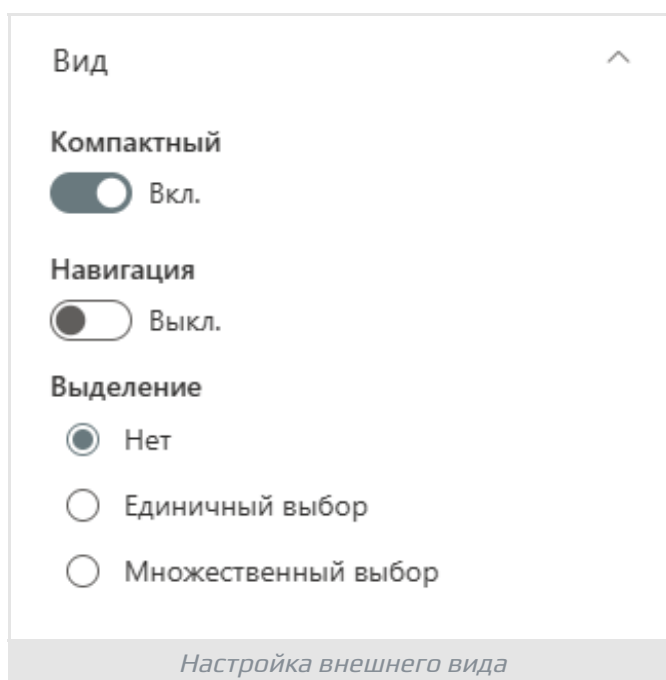 Вид
Компактный
Вкл.
Навигация
Выкл.
Выделение
Нет
Единичный выбор
Множественный выбор
Настройка внешнего вида